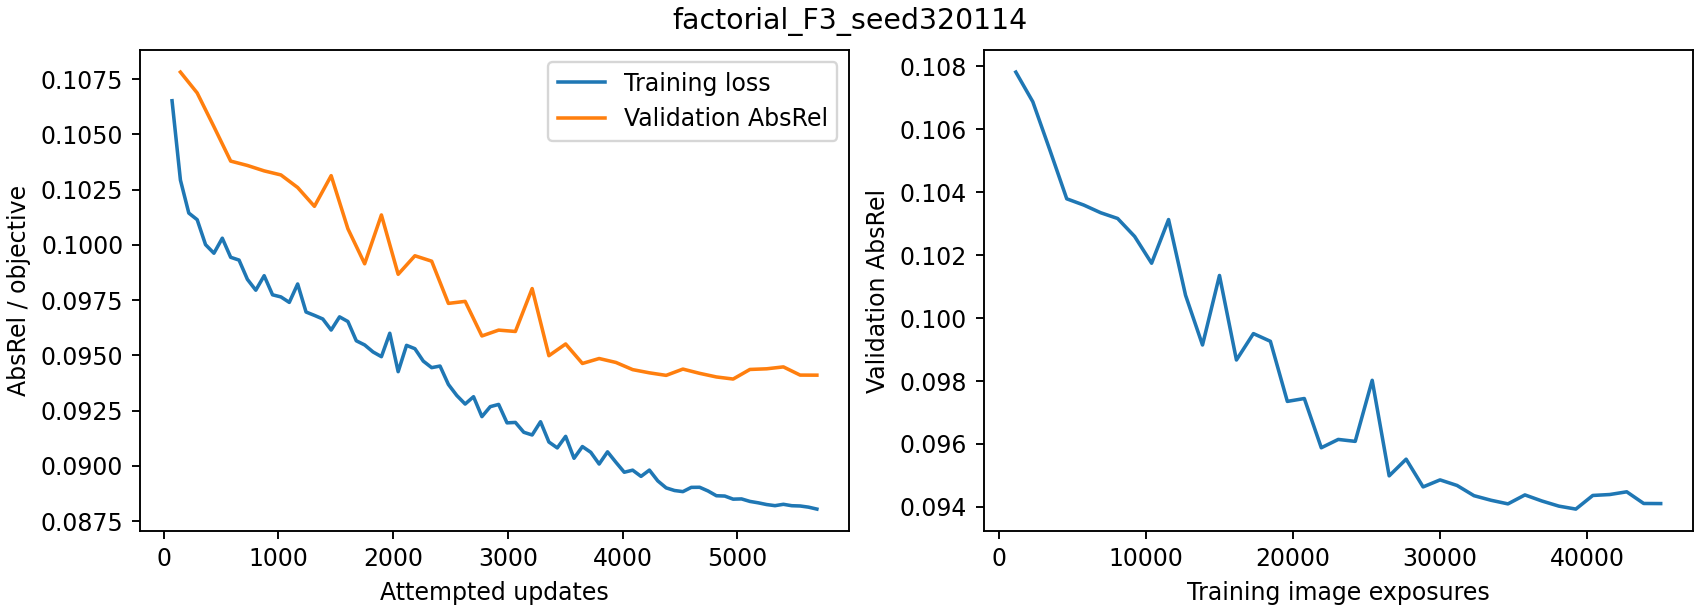 factorial_F3_seed320114
AbsRel / objective
0.1075
0.1050
0.1025
0.1000
0.0975
0.0950
0.0925
0.0900
0.0875
Training loss
Validation AbsRel
0 1000 2000 3000 4000 5000
Attempted updates
Validation AbsRel
0.108
0.106
0.104
0.102
0.100
0.098
0.096
0.094
0 10000 20000 30000 40000
Training image exposures